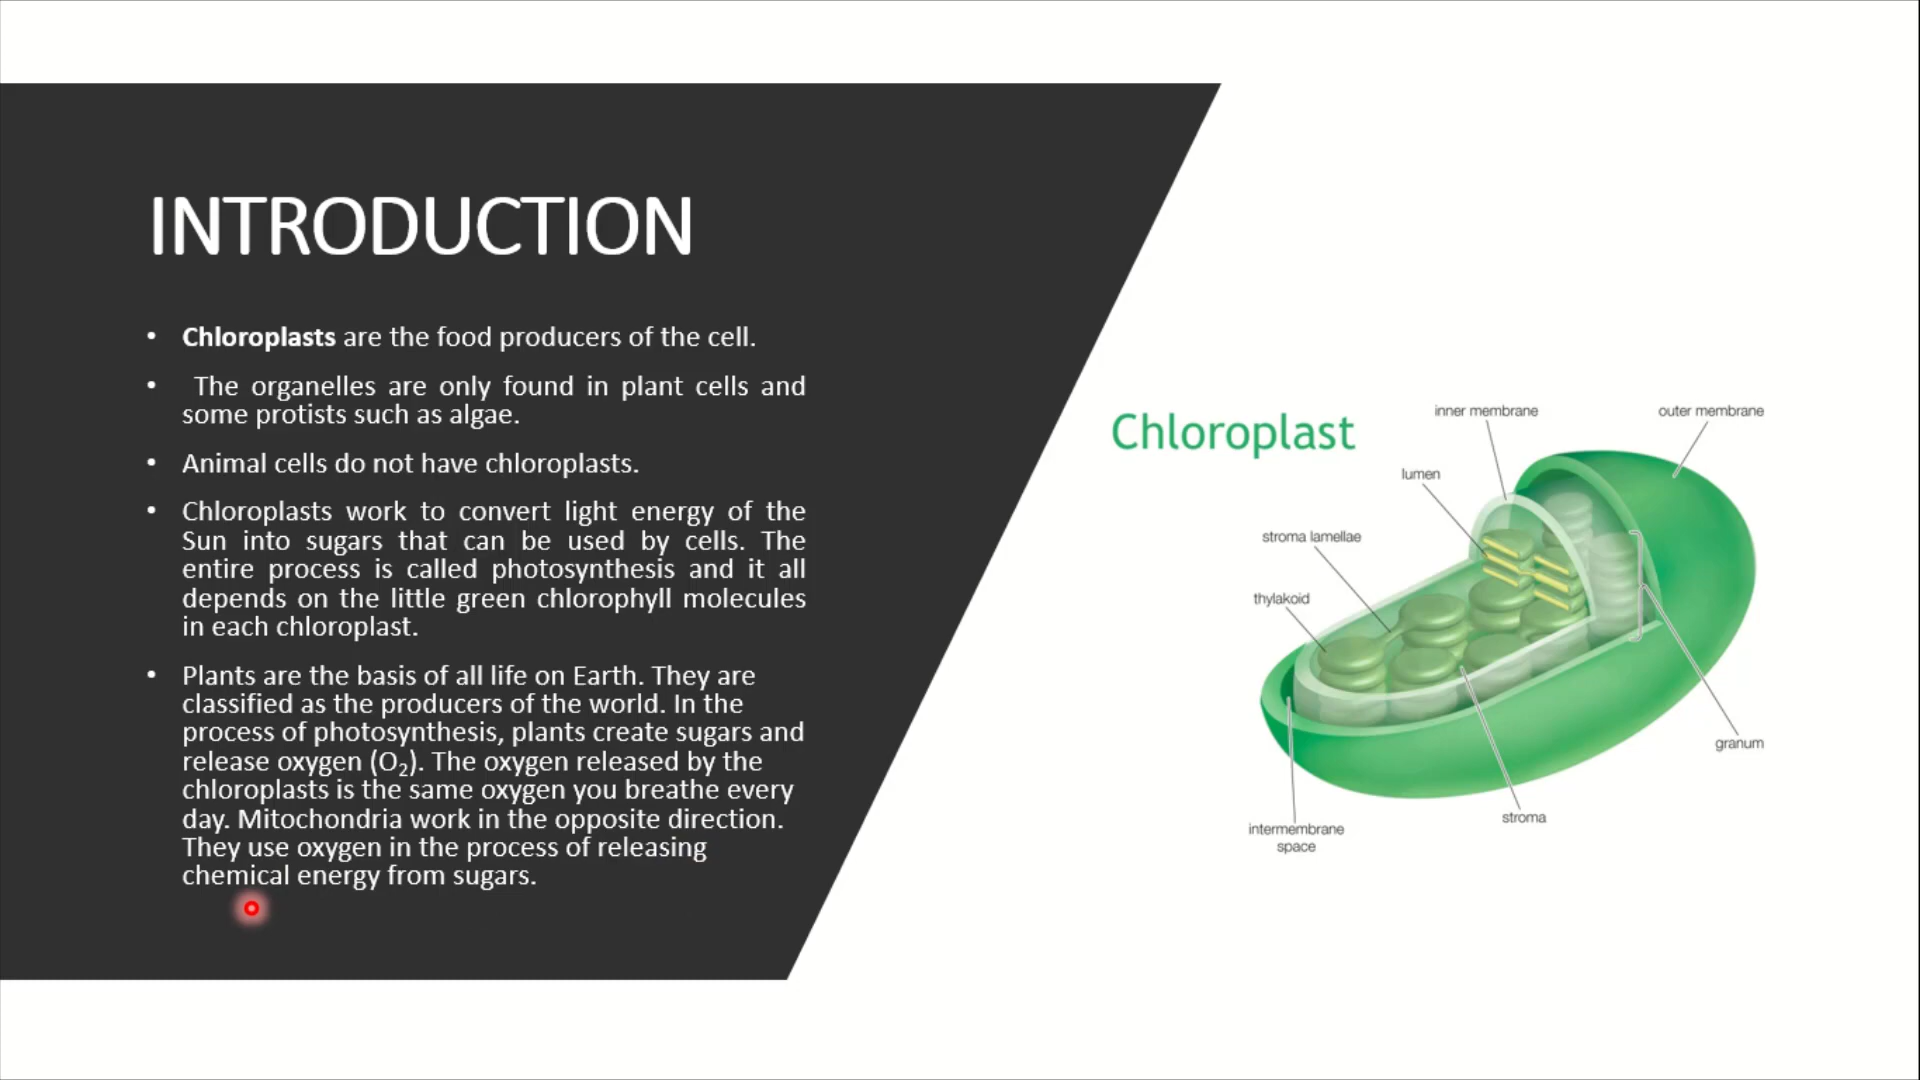 INTRODUCTION
• Chloroplasts are the food producers of the cell.
• The organelles are only found in plant cells and
some protists such as algae.
• Animal cells do not have chloroplasts.
• Chloroplasts work to convert light energy of the
Sun into sugars that can be used by cells. The
entire process is called photosynthesis and it all
depends on the little green chlorophyll molecules
in each chloroplast.
• Plants are the basis of all life on Earth. They are
classified as the producers of the world. In the
process of photosynthesis, plants create sugars and
release oxygen (O₂). The oxygen released by the
chloroplasts is the same oxygen you breathe every
day. Mitochondria work in the opposite direction.
They use oxygen in the process of releasing
chemical energy from sugars.
Chloroplast
inner membrane
outer membrane
lumen
stroma lamellae
thylakoid
granum
stroma
intermembrane
space